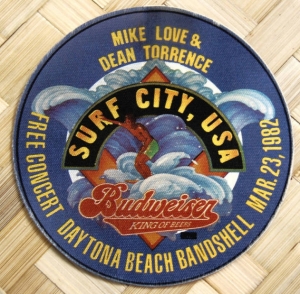 MIKE LOVE &
DEAN TORRENCE
SURF CITY, USA
Budweiser
KING OF BEERS
FREE CONCERT DAYTONA BEACH BANDSHELL MAR. 23, 1982